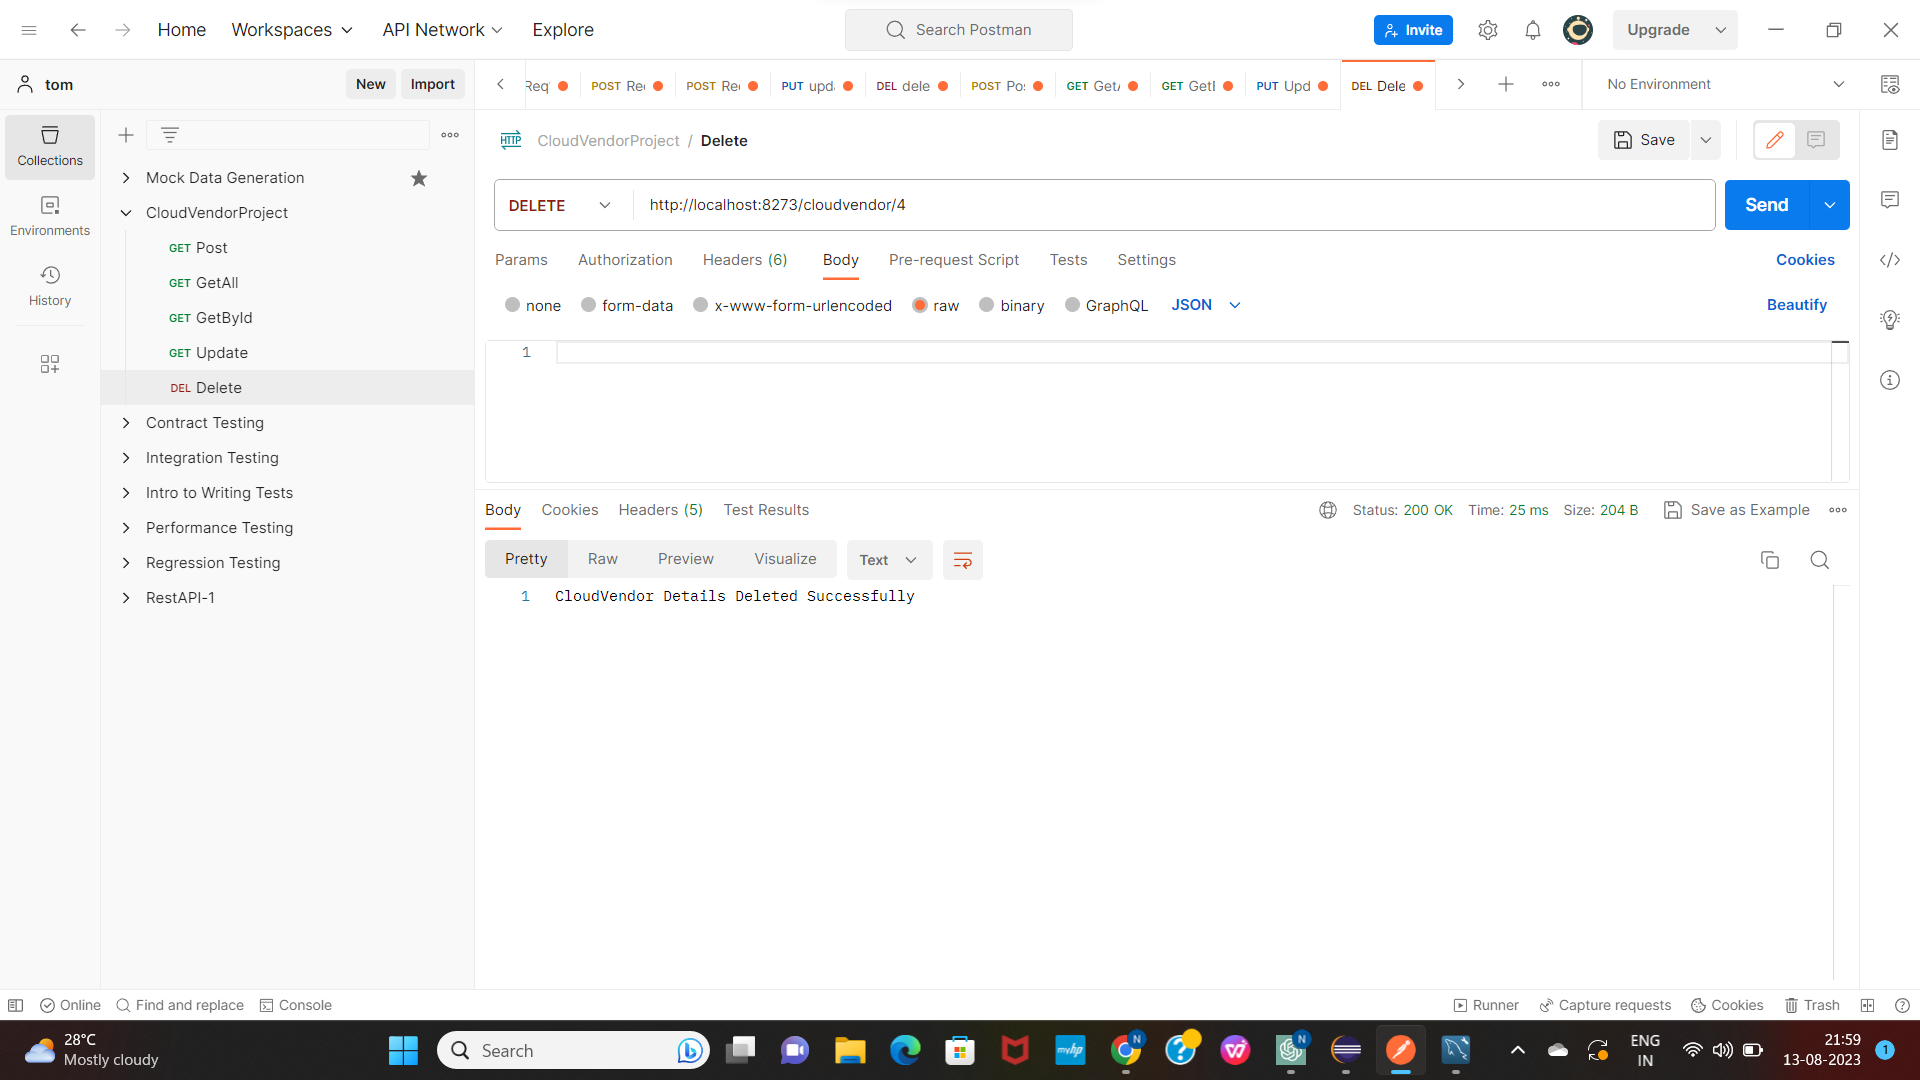 Home Workspaces API Network Explore Search Postman Invite Upgrade
tom New Import
Req POST Re POST Re PUT upd DEL dele POST Po GET Get GET Get PUT Upd DEL Dele No Environment
Collections
Environments
History
Mock Data Generation
CloudVendorProject
GET Post
GET GetAll
GET GetById
GET Update
DEL Delete
Contract Testing
Integration Testing
Intro to Writing Tests
Performance Testing
Regression Testing
RestAPI-1
HTTP CloudVendorProject / Delete Save
DELETE http://localhost:8273/cloudvendor/4 Send
Params Authorization Headers (6) Body Pre-request Script Tests Settings Cookies
none form-data x-www-form-urlencoded raw binary GraphQL JSON Beautify
1
Body Cookies Headers (5) Test Results Status: 200 OK Time: 25 ms Size: 204 B Save as Example
Pretty Raw Preview Visualize Text
1 CloudVendor Details Deleted Successfully
Online Find and replace Console Runner Capture requests Cookies Trash
28°C
Mostly cloudy
Search
myhp
N
N
ENG
IN
21:59
13-08-2023
1